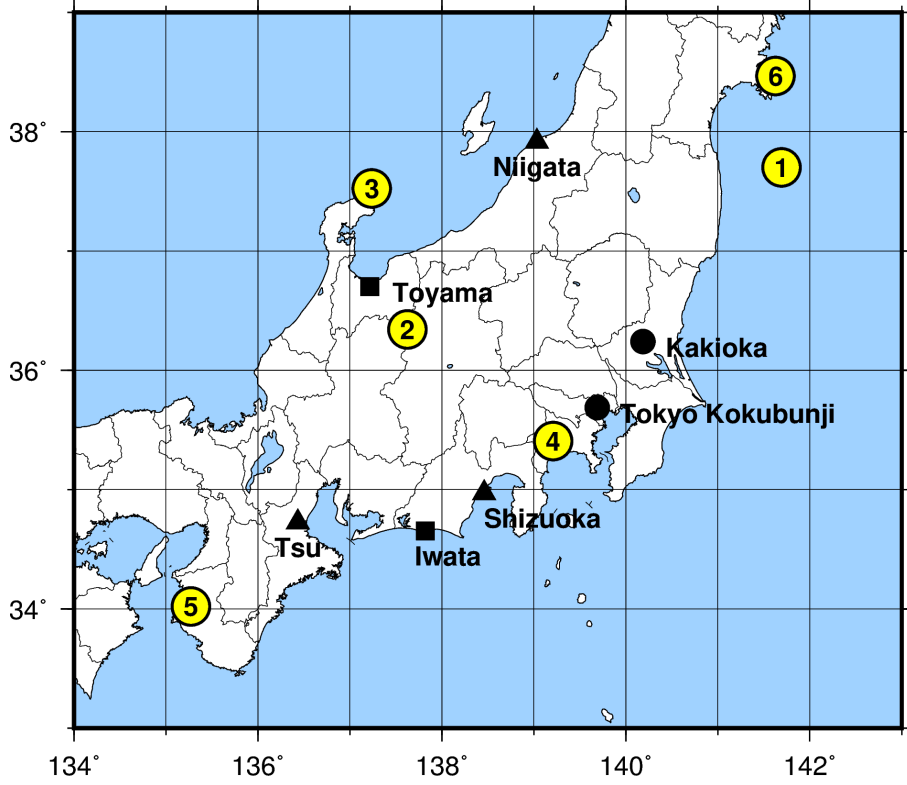 6
38°
Niigata
1
3
Toyama
2
Kakioka
36°
Tokyo Kokubunji
4
Shizuoka
Tsu
Iwata
5
34°
134°
136°
138°
140°
142°